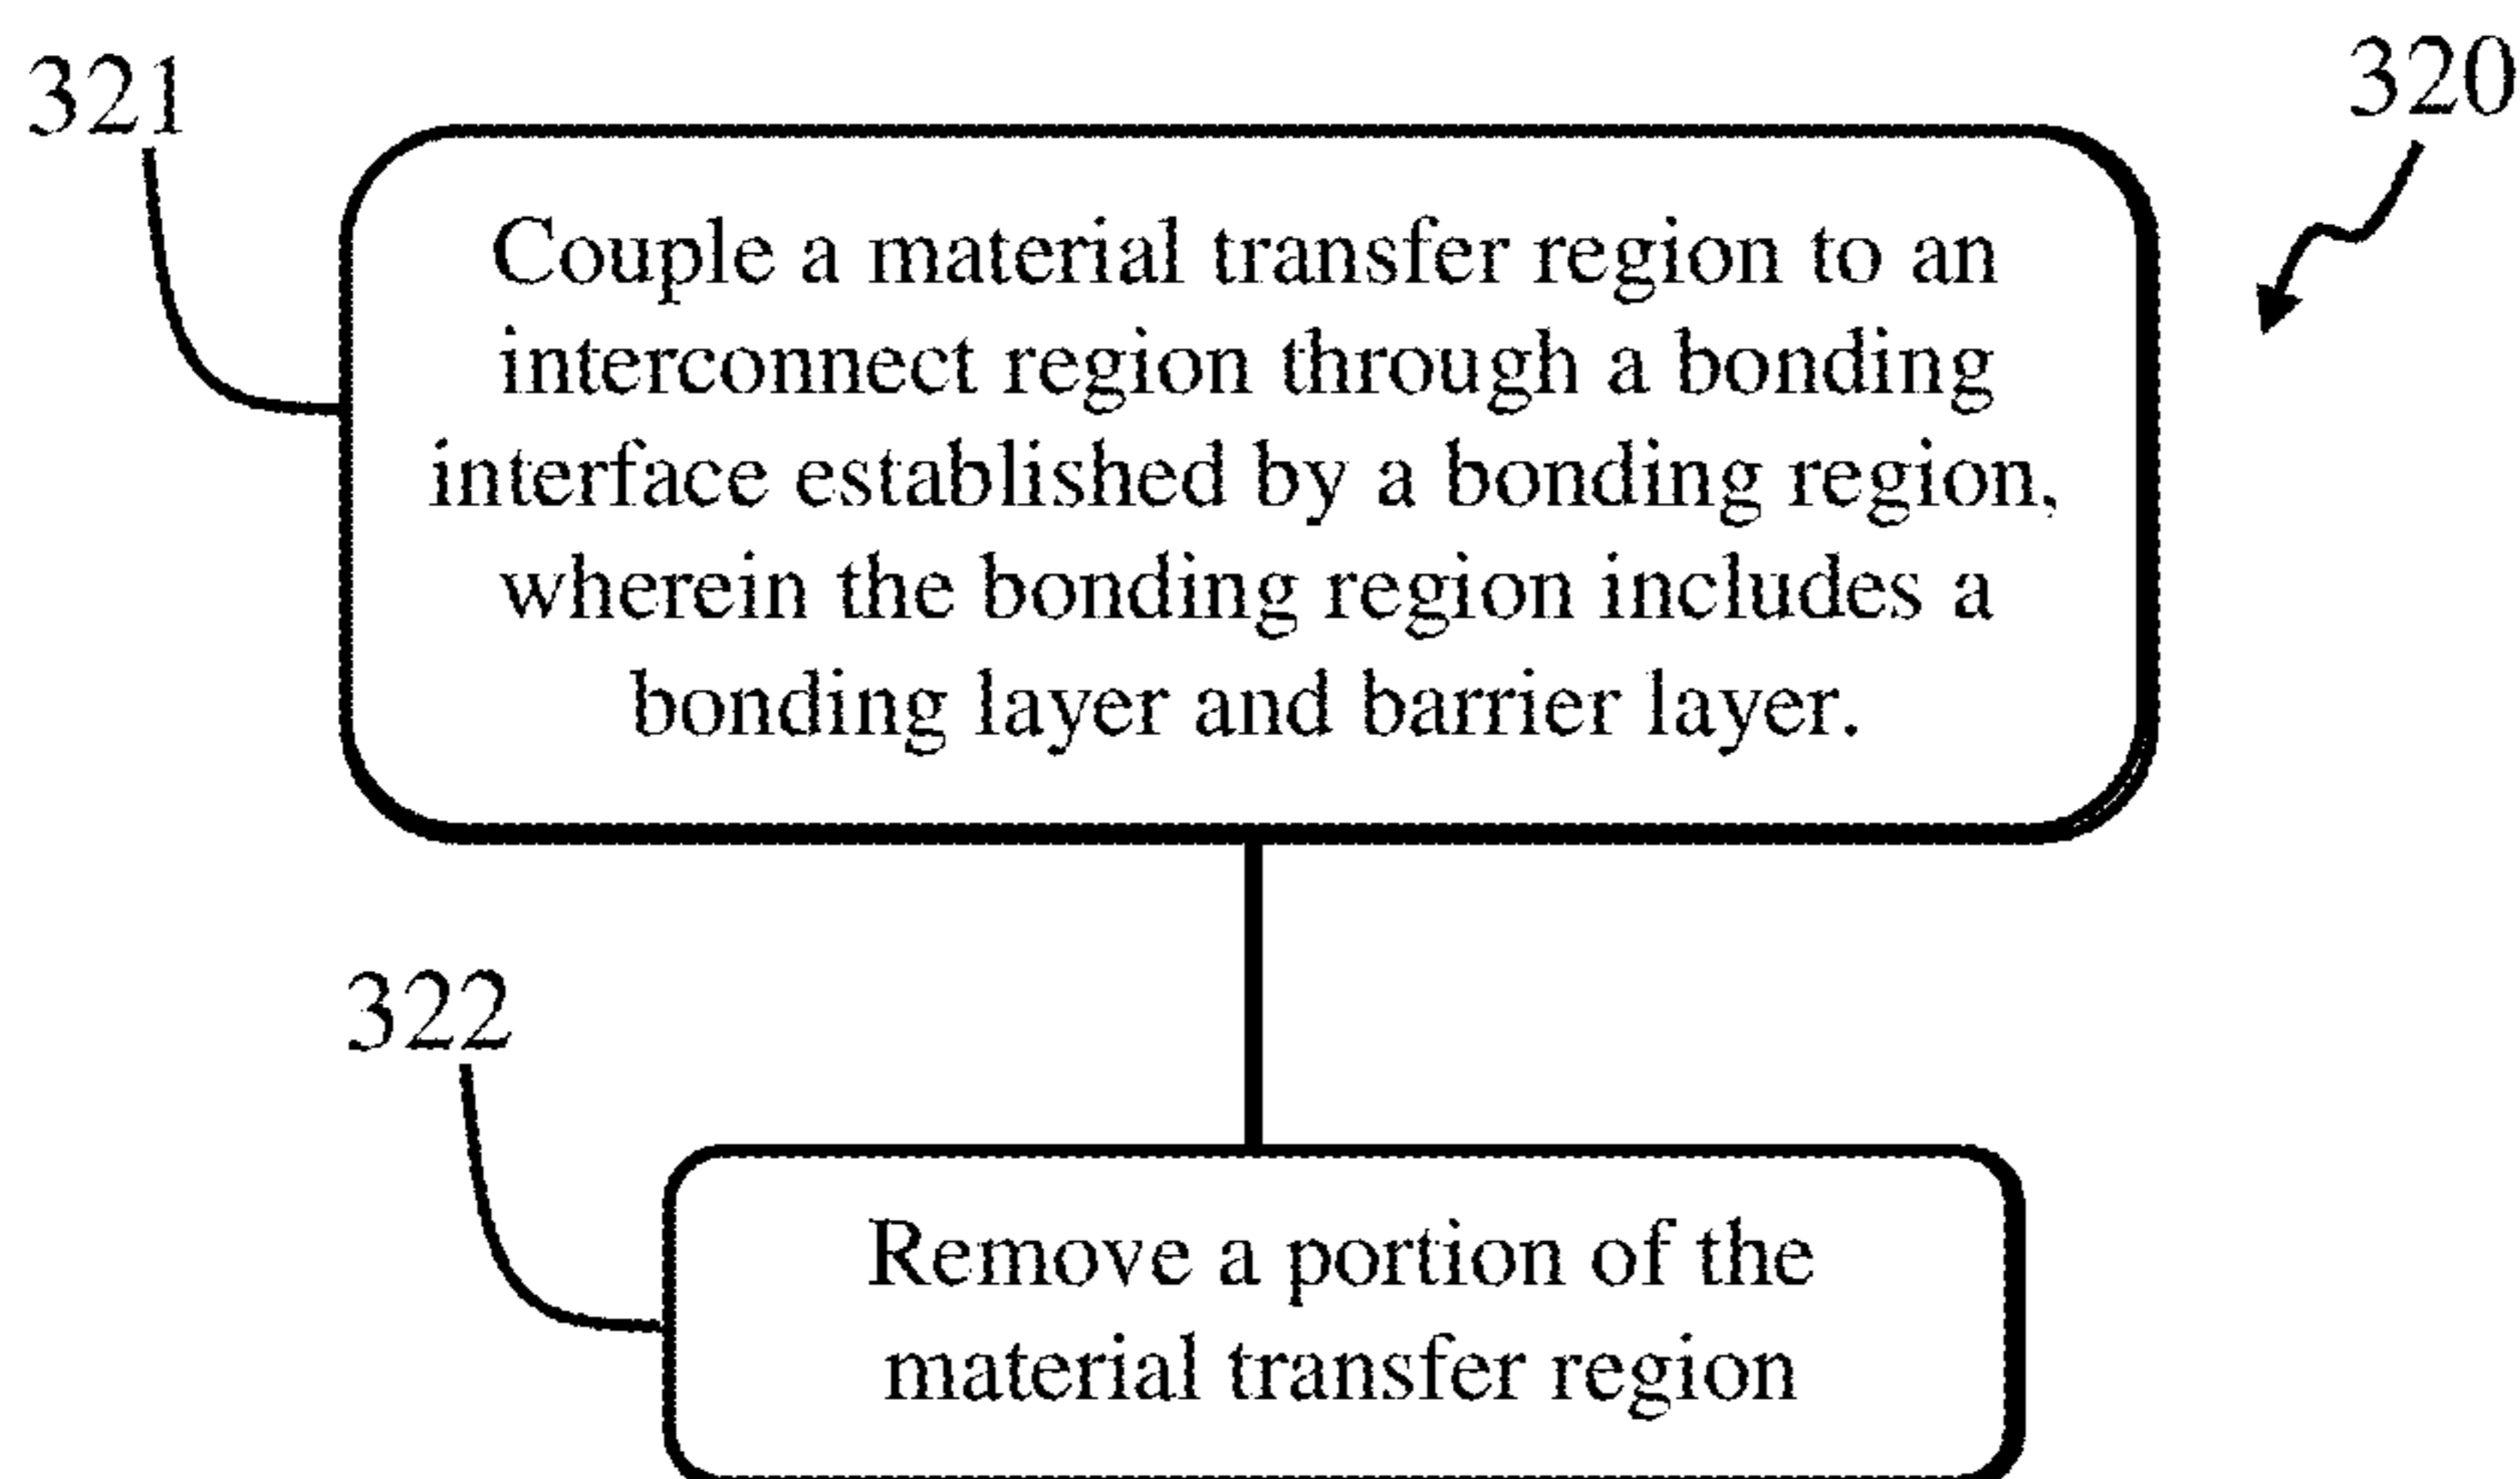 321
320
Couple a material transfer region to an
interconnect region through a bonding
interface established by a bonding region,
wherein the bonding region includes a
bonding layer and barrier layer.
322
Remove a portion of the
material transfer region